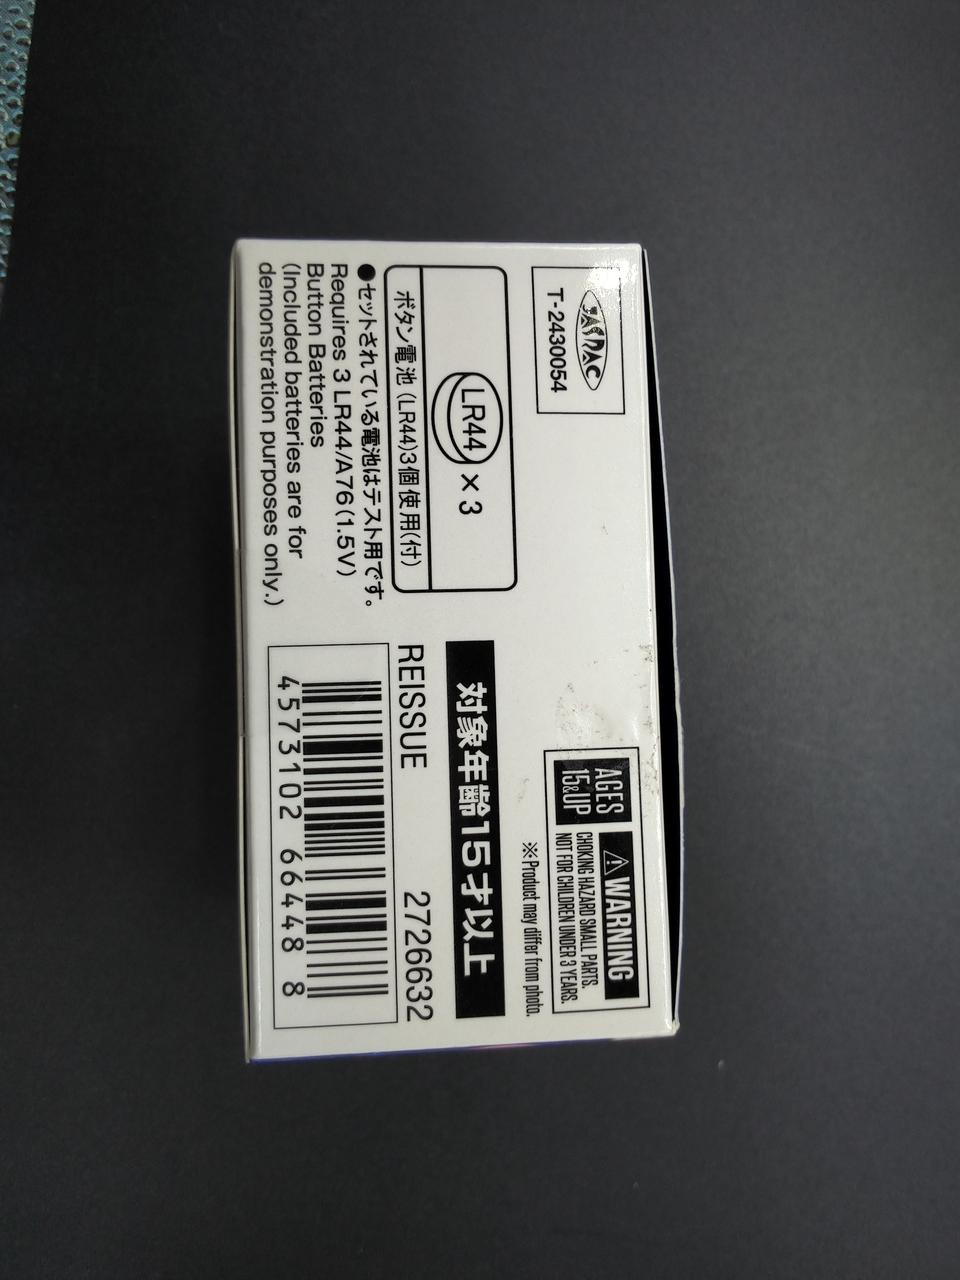 JASRAC
T-2430054
LR44 × 3
ボタン電池 (LR44)3個使用(付)
●セットされている電池はテスト用です。
Requires 3 LR44/A76(1.5V)
Button Batteries
(Included batteries are for
demonstration purposes only.)
AGES
15&UP
⚠WARNING
CHOKING HAZARD SMALL PARTS.
NOT FOR CHILDREN UNDER 3 YEARS.
※Product may differ from photo.
対象年齢15才以上
REISSUE 2726632
4573102 66448 8